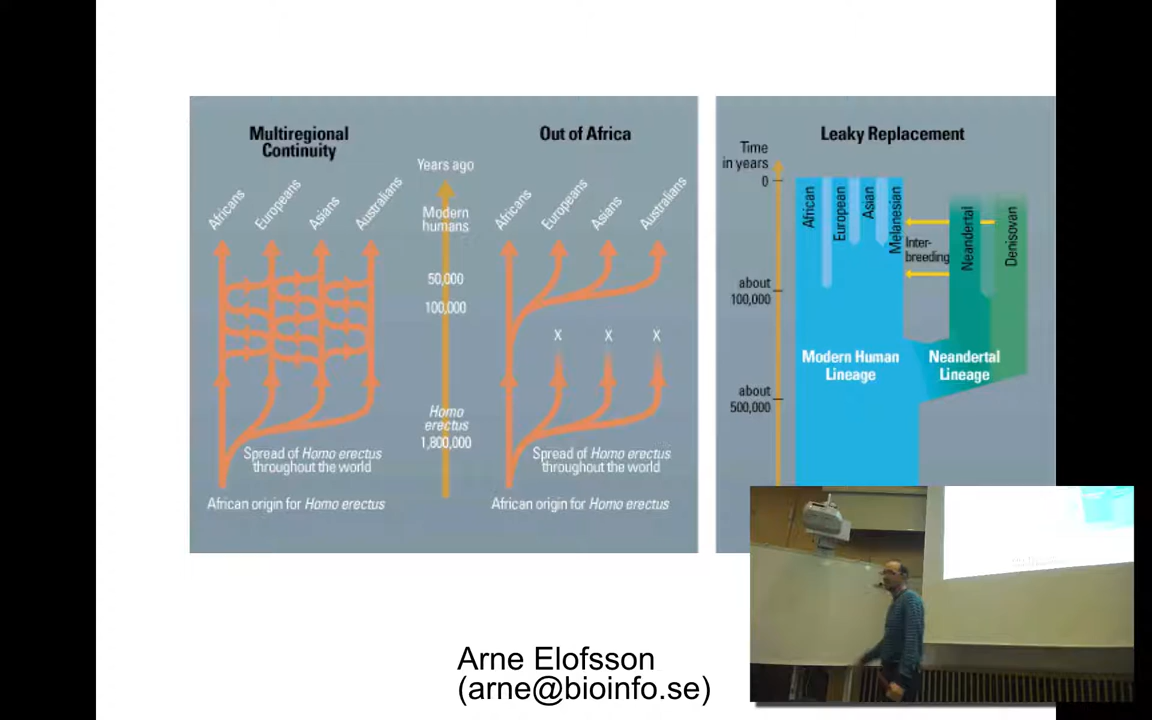 Multiregional
Continuity
Africans
Europeans
Asians
Australians
Spread of Homo erectus
throughout the world
African origin for Homo erectus
Years ago
Modern
humans
50,000
100,000
Homo
erectus
1,800,000
Out of Africa
Africans
Europeans
Asians
Australians
X X X
Spread of Homo erectus
throughout the world
African origin for Homo erectus
Leaky Replacement
Time
in years
0
about
100,000
about
500,000
African
European
Asian
Melanesian
Inter-
breeding
Neandertal
Denisovan
Modern Human
Lineage
Neandertal
Lineage
Arne Elofsson
(arne@bioinfo.se)